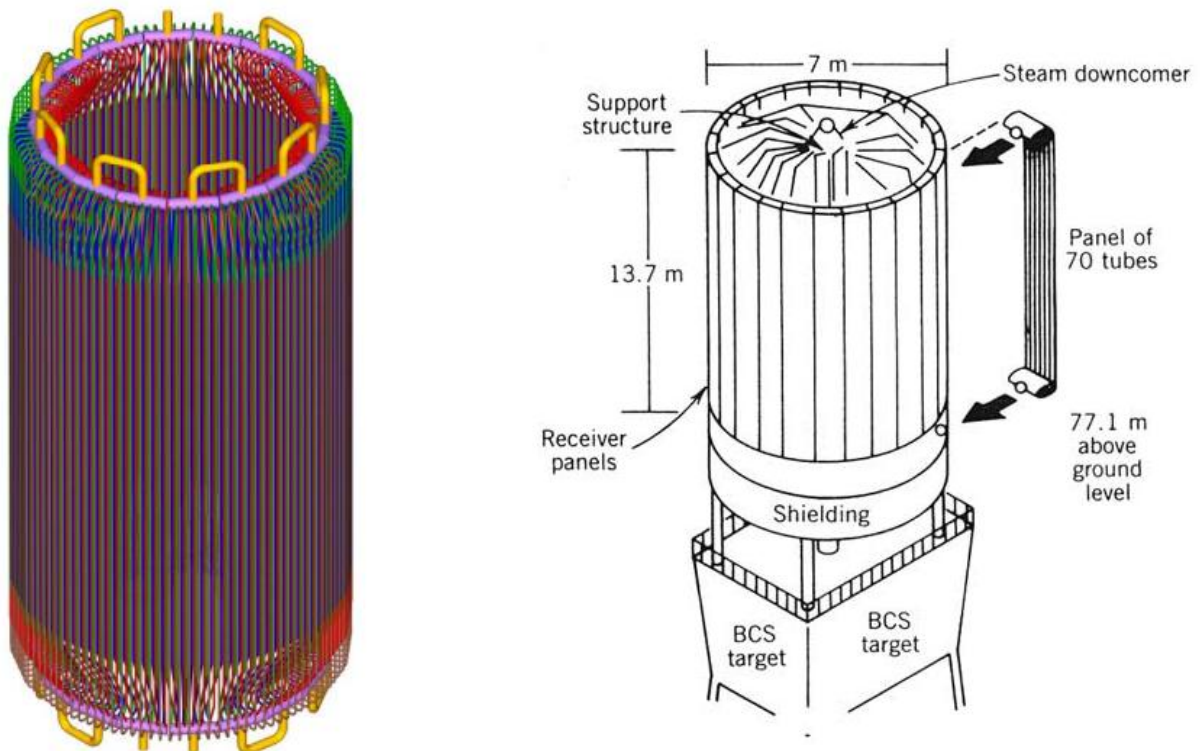 7 m
Steam downcomer
Support
structure
13.7 m
Panel of
70 tubes
Receiver
panels
77.1 m
above
ground
level
Shielding
BCS
target
BCS
target